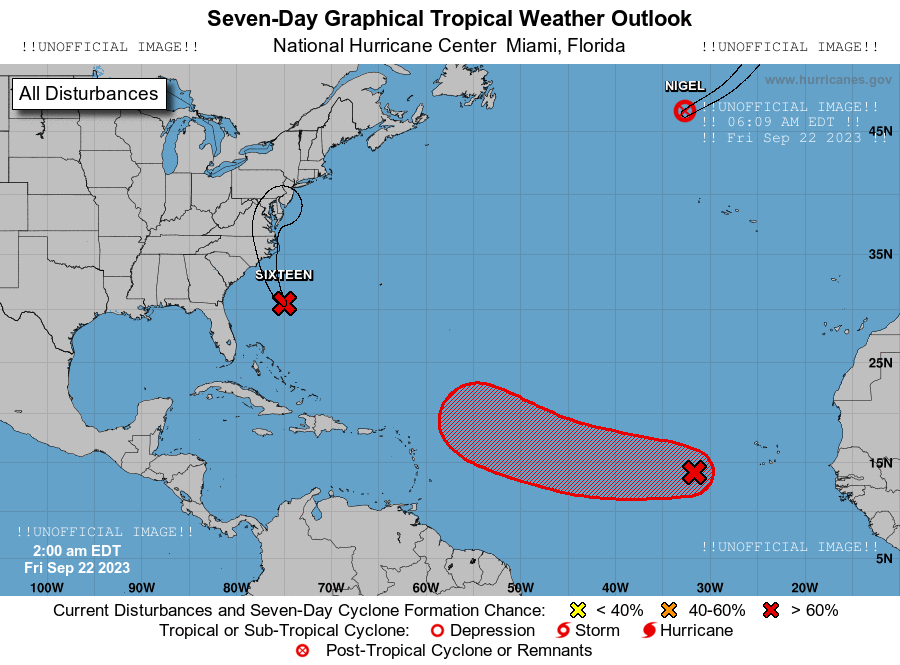 Seven-Day Graphical Tropical Weather Outlook
!!UNOFFICIAL IMAGE!! National Hurricane Center Miami, Florida !!UNOFFICIAL IMAGE!!
All Disturbances
www.hurricanes.gov
NIGEL
!!UNOFFICIAL IMAGE!!
!! 06:09 AM EDT !!
45N
!! Fri Sep 22 2023 !!
35N
SIXTEEN
25N
15N
!!UNOFFICIAL IMAGE!!
!!UNOFFICIAL IMAGE!!
2:00 am EDT
5N
Fri Sep 22 2023
100W 90W 80W 70W 60W 50W 40W 30W 20W
Current Disturbances and Seven-Day Cyclone Formation Chance: < 40% 40-60% > 60%
Tropical or Sub-Tropical Cyclone: Depression Storm Hurricane
Post-Tropical Cyclone or Remnants